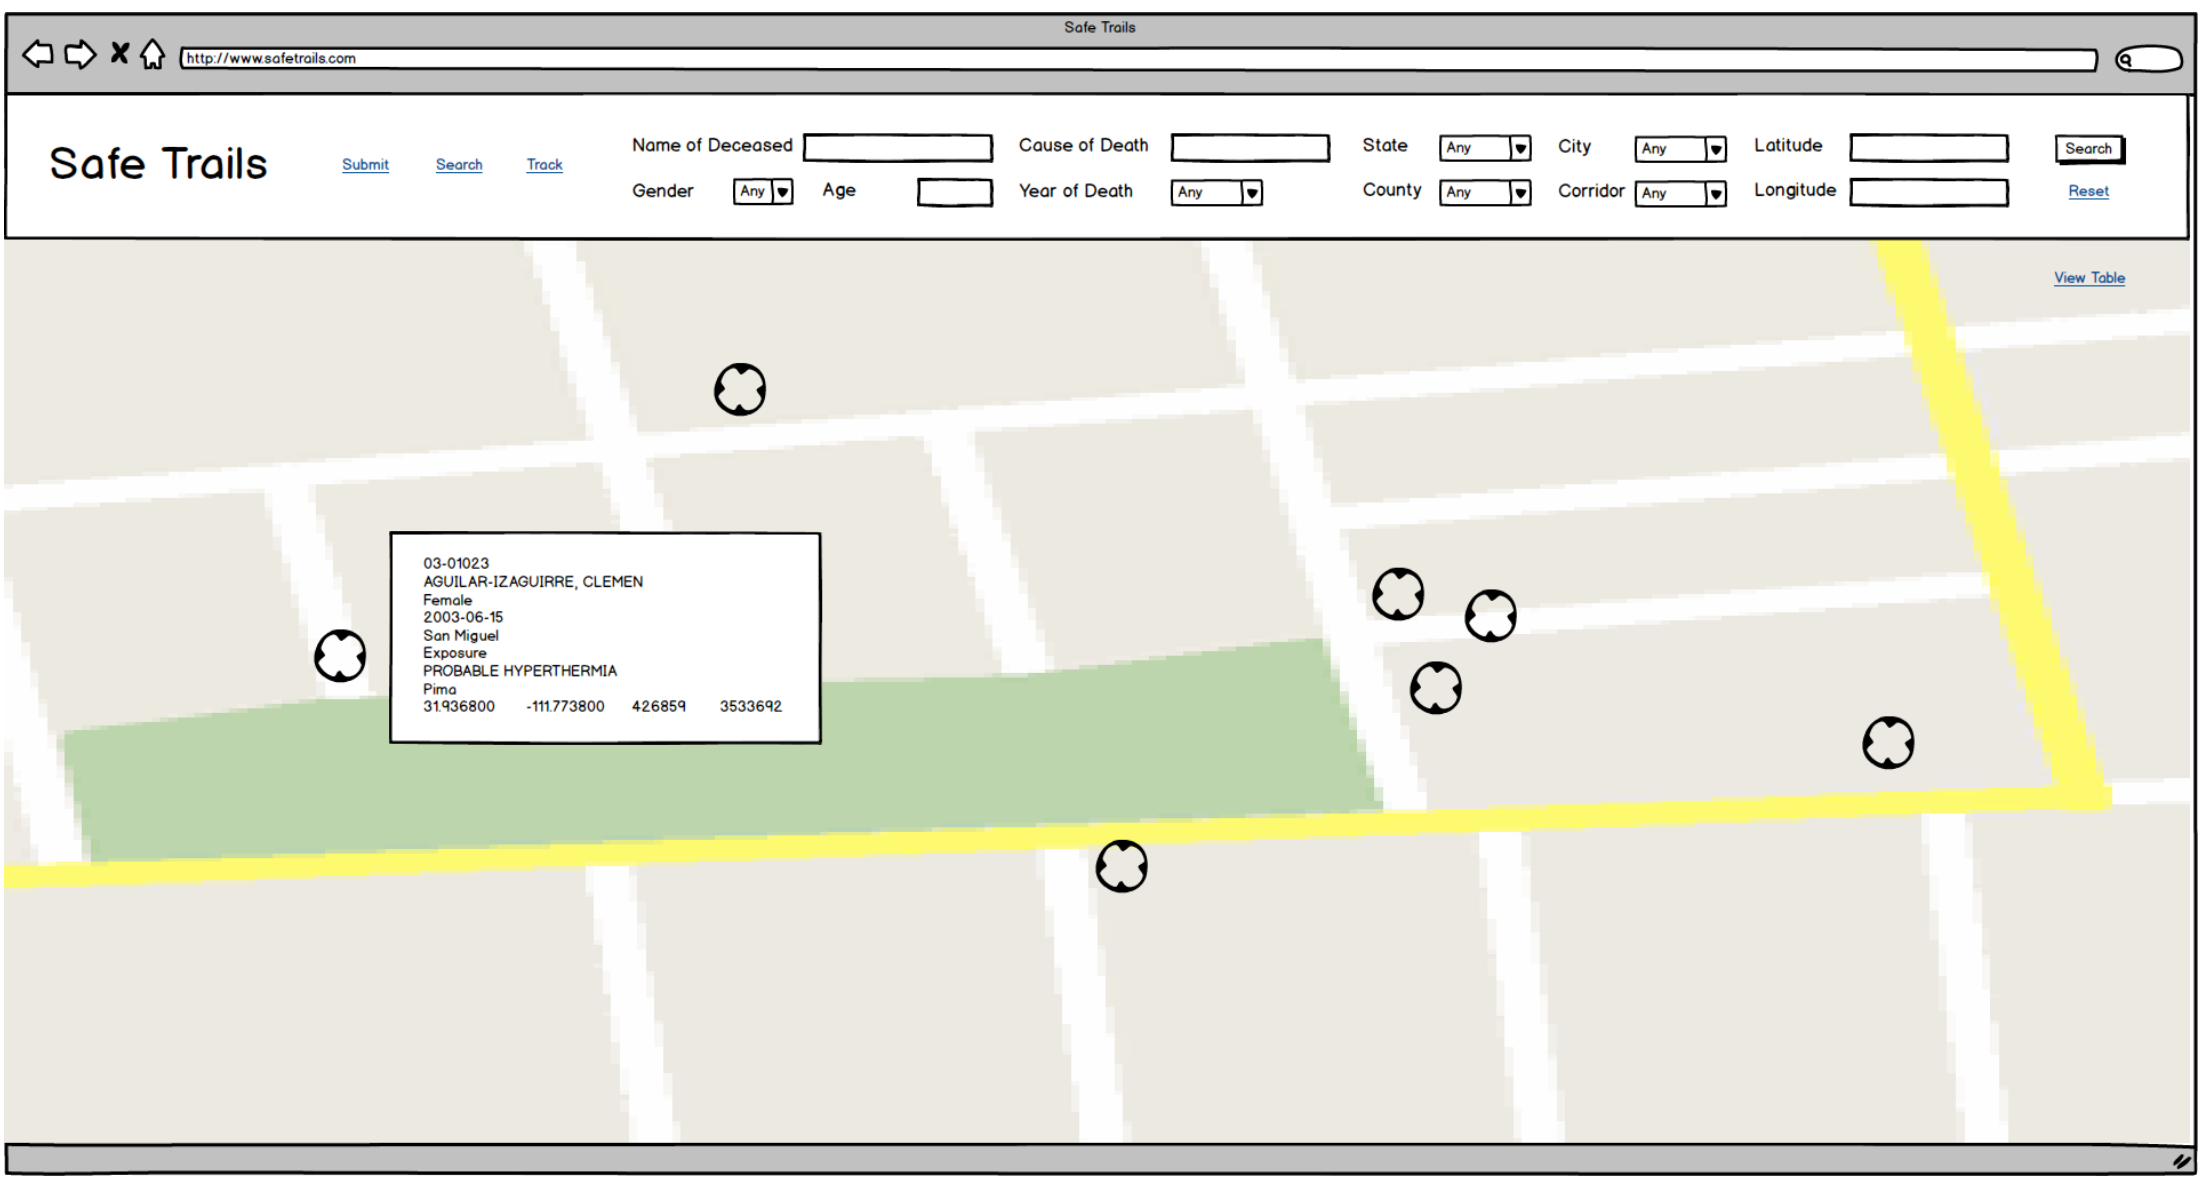 Safe Trails
http://www.safetrails.com
Safe Trails
Submit Search Track
Name of Deceased Cause of Death State Any City Any Latitude Search
Gender Any Age Year of Death Any County Any Corridor Any Longitude Reset
View Table
03-01023
AGUILAR-IZAGUIRRE, CLEMEN
Female
2003-06-15
San Miguel
Exposure
PROBABLE HYPERTHERMIA
Pima
31.936800 -111.773800 426859 3533692